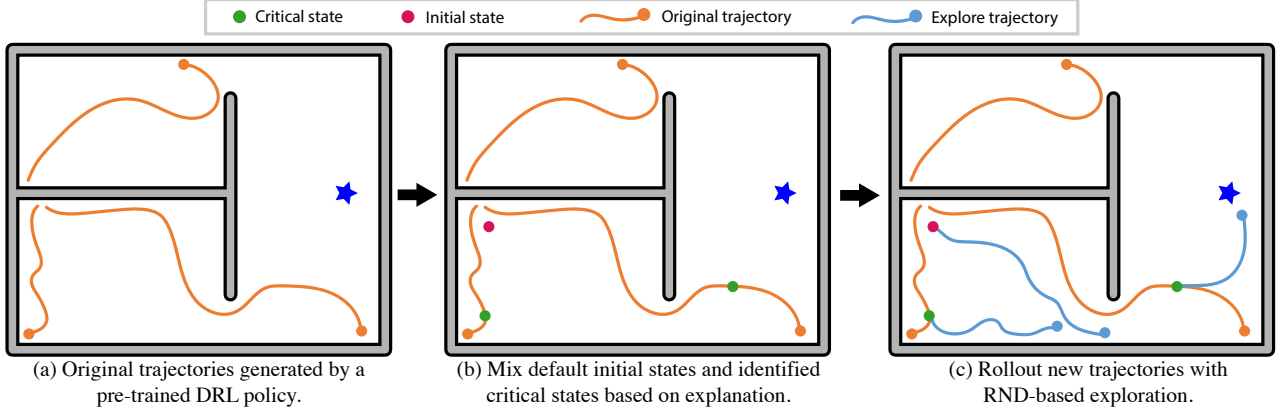 Critical state
Initial state
Original trajectory
Explore trajectory
(a) Original trajectories generated by a
pre-trained DRL policy.
(b) Mix default initial states and identified
critical states based on explanation.
(c) Rollout new trajectories with
RND-based exploration.